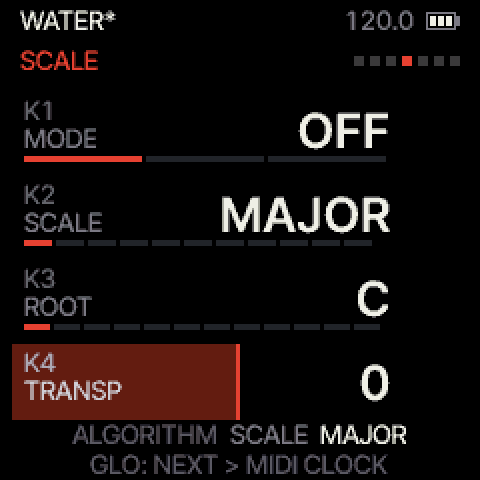 WATER* 120.0
SCALE
K1
MODE OFF
K2
SCALE MAJOR
K3
ROOT C
K4
TRANSP 0
ALGORITHM SCALE MAJOR
GLO: NEXT > MIDI CLOCK